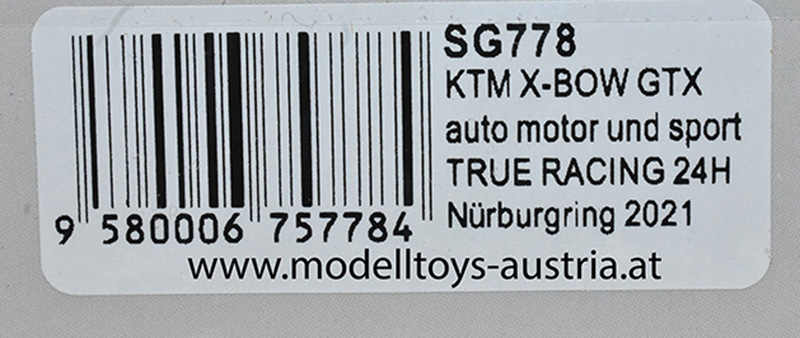 SG778
KTM X-BOW GTX
auto motor und sport
TRUE RACING 24H
Nürburgring 2021
9 580006 757784
www.modelltoys-austria.at